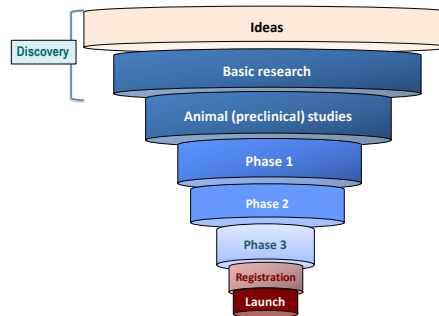 Ideas
Discovery
Basic research
Animal (preclinical) studies
Phase 1
Phase 2
Phase 3
Registration
Launch